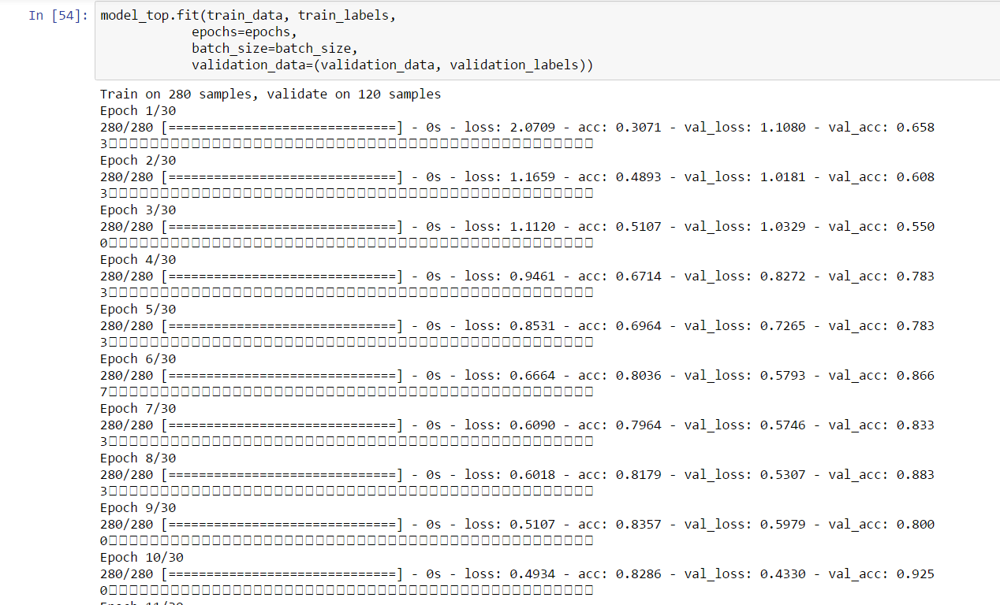 In [54]: model_top.fit(train_data, train_labels,
epochs=epochs,
batch_size=batch_size,
validation_data=(validation_data, validation_labels))
Train on 280 samples, validate on 120 samples
Epoch 1/30
280/280 [==============================] - 0s - loss: 2.0709 - acc: 0.3071 - val_loss: 1.1080 - val_acc: 0.658
3□□□□□□□□□□□□□□□□□□□□□□□□□□□□□□□□□□□□□□□□□□□□□□□
Epoch 2/30
280/280 [==============================] - 0s - loss: 1.1659 - acc: 0.4893 - val_loss: 1.0181 - val_acc: 0.608
3□□□□□□□□□□□□□□□□□□□□□□□□□□□□□□□□□□□□□□□□□□□□□□□
Epoch 3/30
280/280 [==============================] - 0s - loss: 1.1120 - acc: 0.5107 - val_loss: 1.0329 - val_acc: 0.550
0□□□□□□□□□□□□□□□□□□□□□□□□□□□□□□□□□□□□□□□□□□□□□□□
Epoch 4/30
280/280 [==============================] - 0s - loss: 0.9461 - acc: 0.6714 - val_loss: 0.8272 - val_acc: 0.783
3□□□□□□□□□□□□□□□□□□□□□□□□□□□□□□□□□□□□□□□□□□□□□□□
Epoch 5/30
280/280 [==============================] - 0s - loss: 0.8531 - acc: 0.6964 - val_loss: 0.7265 - val_acc: 0.783
3□□□□□□□□□□□□□□□□□□□□□□□□□□□□□□□□□□□□□□□□□□□□□□□
Epoch 6/30
280/280 [==============================] - 0s - loss: 0.6664 - acc: 0.8036 - val_loss: 0.5793 - val_acc: 0.866
7□□□□□□□□□□□□□□□□□□□□□□□□□□□□□□□□□□□□□□□□□□□□□□□
Epoch 7/30
280/280 [==============================] - 0s - loss: 0.6090 - acc: 0.7964 - val_loss: 0.5746 - val_acc: 0.833
3□□□□□□□□□□□□□□□□□□□□□□□□□□□□□□□□□□□□□□□□□□□□□□□
Epoch 8/30
280/280 [==============================] - 0s - loss: 0.6018 - acc: 0.8179 - val_loss: 0.5307 - val_acc: 0.883
3□□□□□□□□□□□□□□□□□□□□□□□□□□□□□□□□□□□□□□□□□□□□□□□
Epoch 9/30
280/280 [==============================] - 0s - loss: 0.5107 - acc: 0.8357 - val_loss: 0.5979 - val_acc: 0.800
0□□□□□□□□□□□□□□□□□□□□□□□□□□□□□□□□□□□□□□□□□□□□□□□
Epoch 10/30
280/280 [==============================] - 0s - loss: 0.4934 - acc: 0.8286 - val_loss: 0.4330 - val_acc: 0.925
0□□□□□□□□□□□□□□□□□□□□□□□□□□□□□□□□□□□□□□□□□□□□□□□
Epoch 11/30